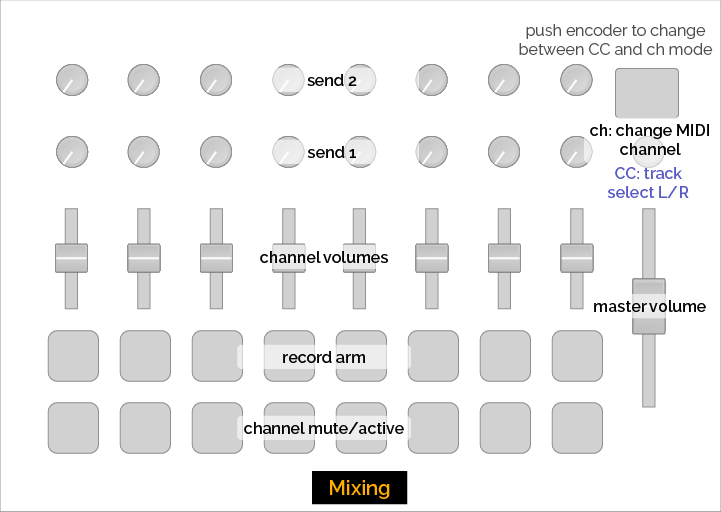 push encoder to change
between CC and ch mode
send 2
ch: change MIDI
channel
send 1
CC: track
select L/R
channel volumes
master volume
record arm
channel mute/active
Mixing